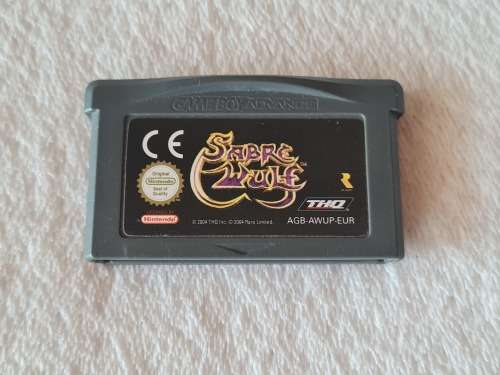 GAME BOY ADVANCE
CE
SABRE
WULF
TM
Original
Nintendo
Seal of
Quality
Nintendo
R
THQ
© 2004 THQ Inc. © 2004 Rare Limited.
AGB-AWUP-EUR